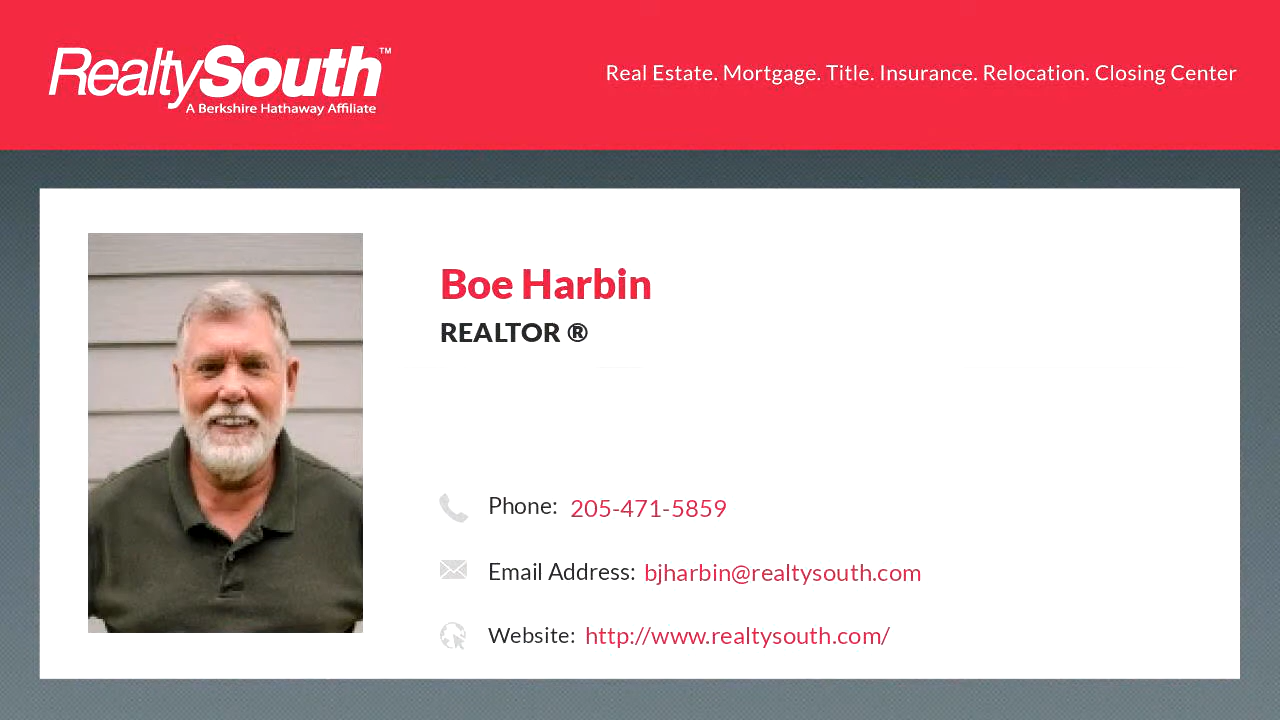 RealtySouth™
A Berkshire Hathaway Affiliate
Real Estate. Mortgage. Title. Insurance. Relocation. Closing Center
Boe Harbin
REALTOR ®
Phone: 205-471-5859
Email Address: bjharbin@realtysouth.com
Website: http://www.realtysouth.com/